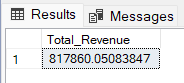 Results Messages
Total_Revenue
1 817860.05083847